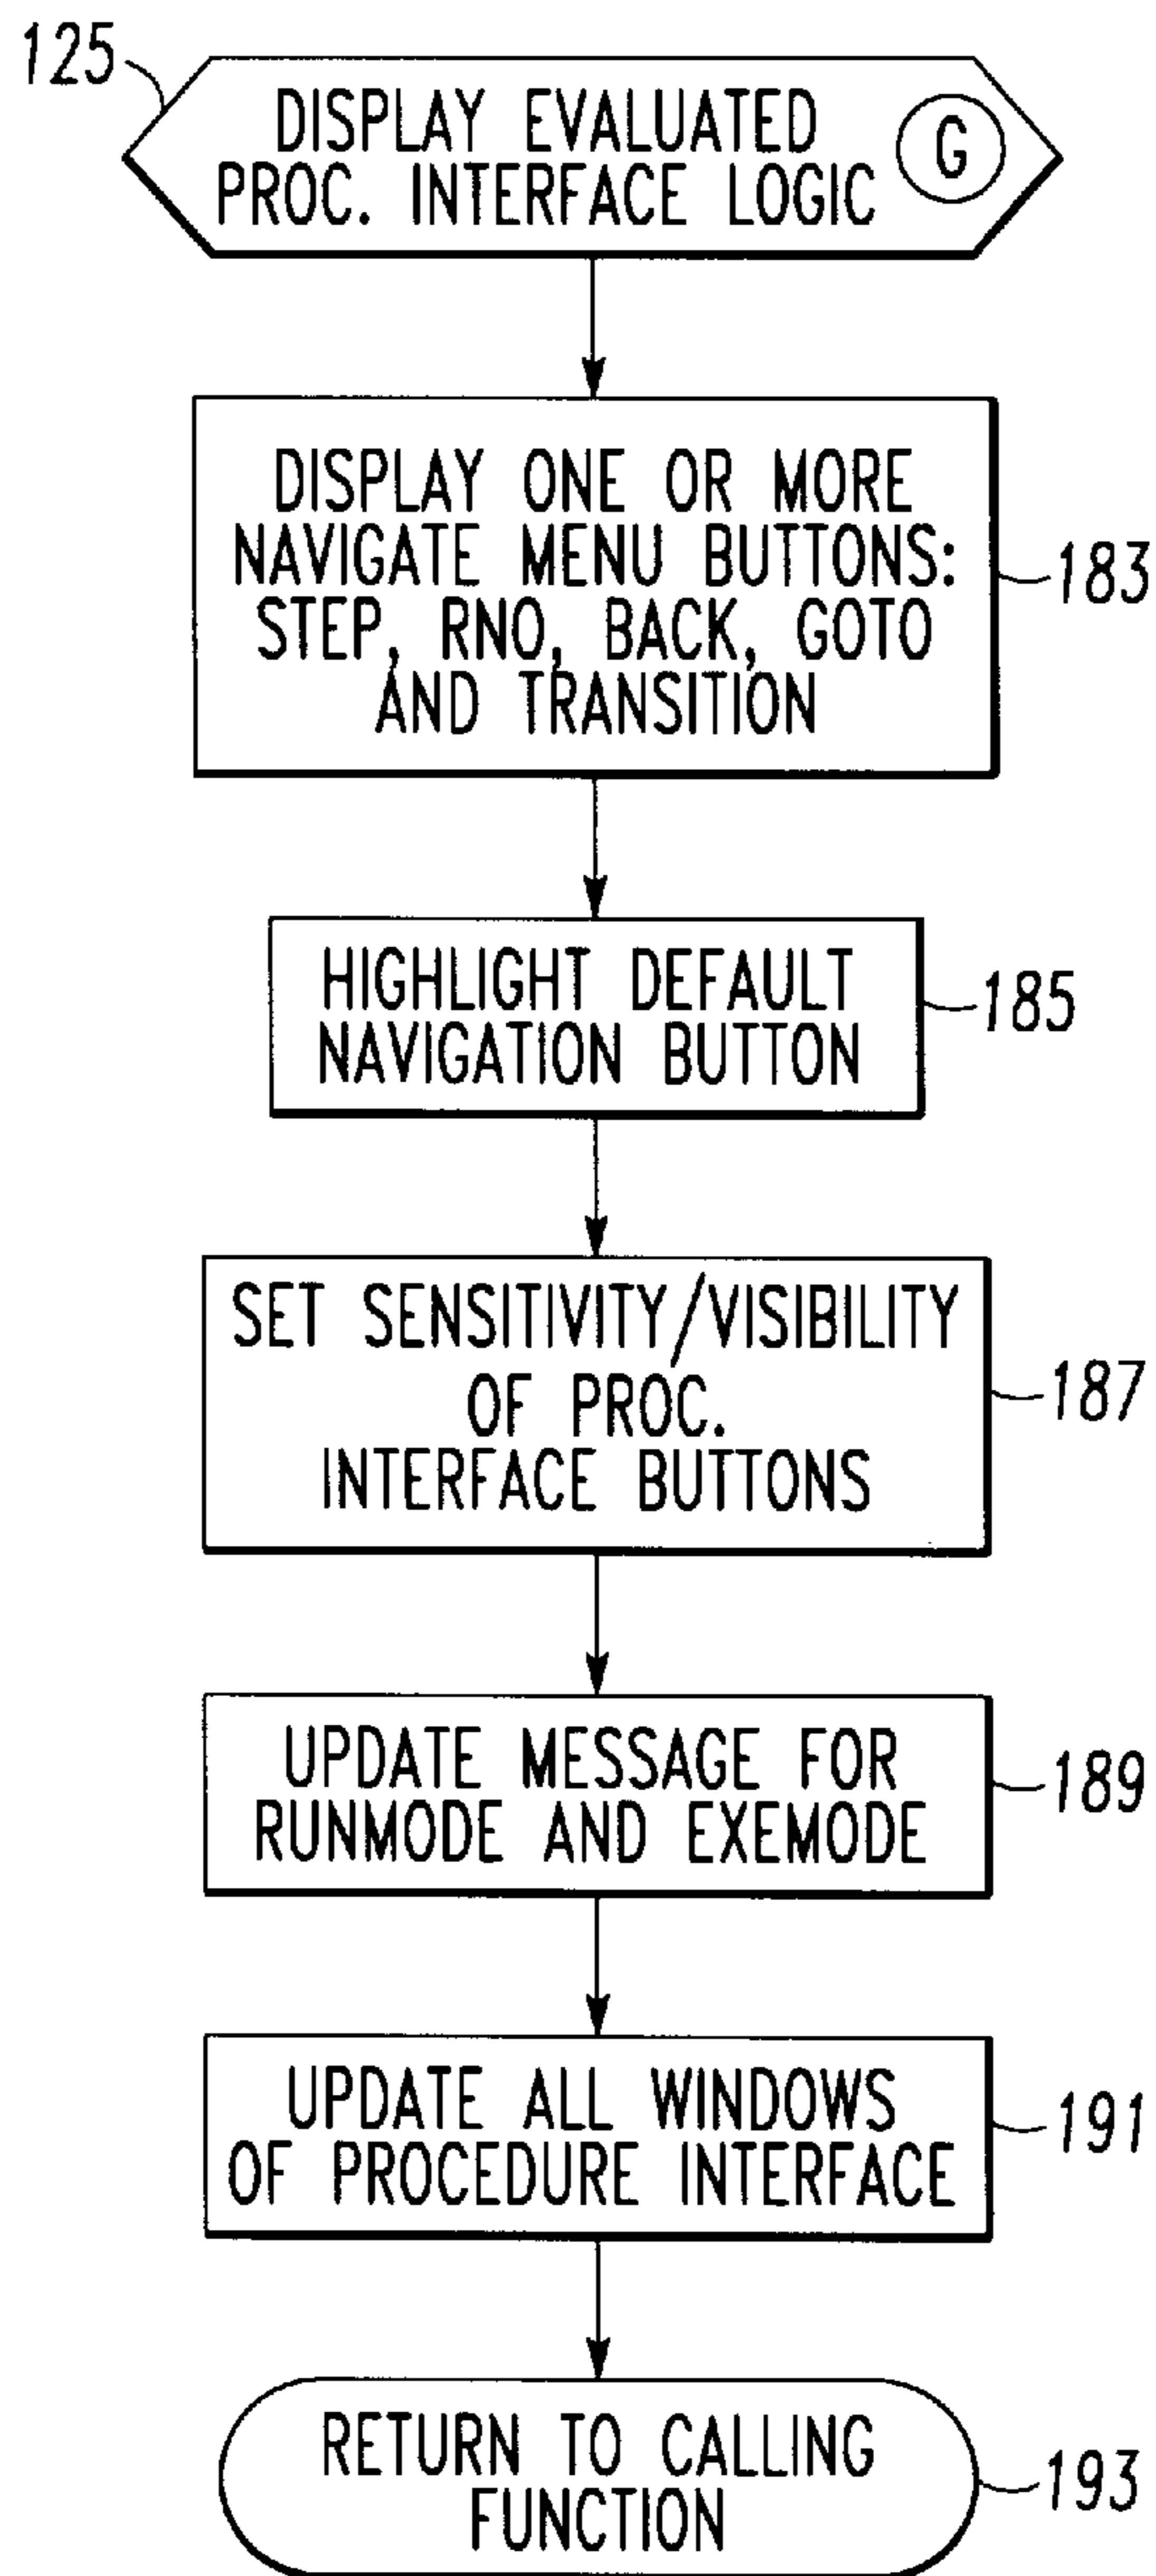 125
DISPLAY EVALUATED
PROC. INTERFACE LOGIC
G
DISPLAY ONE OR MORE
NAVIGATE MENU BUTTONS:
STEP, RNO, BACK, GOTO
AND TRANSITION
183
HIGHLIGHT DEFAULT
NAVIGATION BUTTON
185
SET SENSITIVITY/VISIBILITY
OF PROC.
INTERFACE BUTTONS
187
UPDATE MESSAGE FOR
RUNMODE AND EXEMODE
189
UPDATE ALL WINDOWS
OF PROCEDURE INTERFACE
191
RETURN TO CALLING
FUNCTION
193